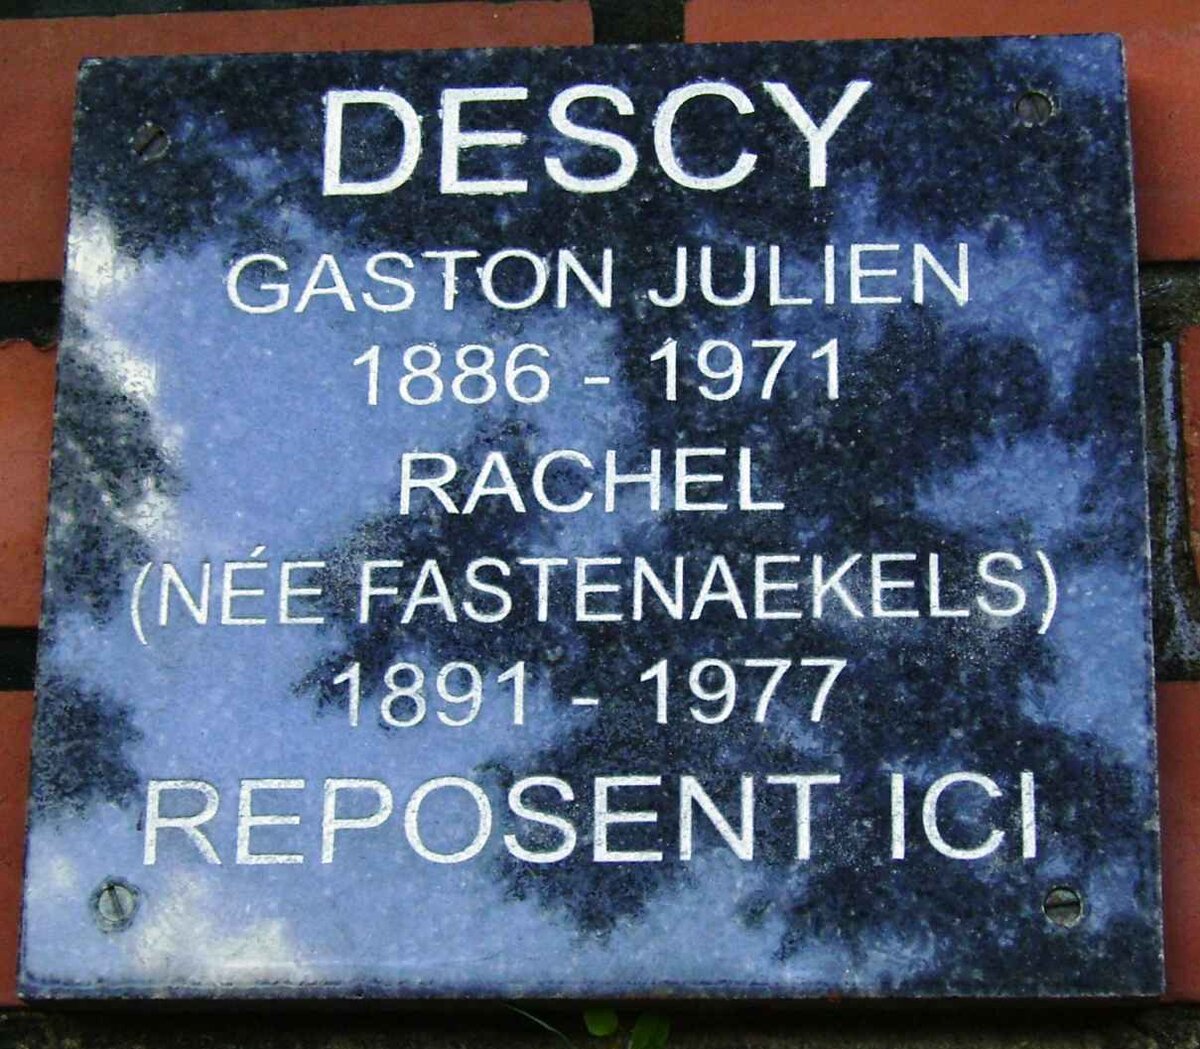 DESCY
GASTON JULIEN
1886 - 1971
RACHEL
(NÉE FASTENAEKELS)
1891 - 1977
REPOSENT ICI